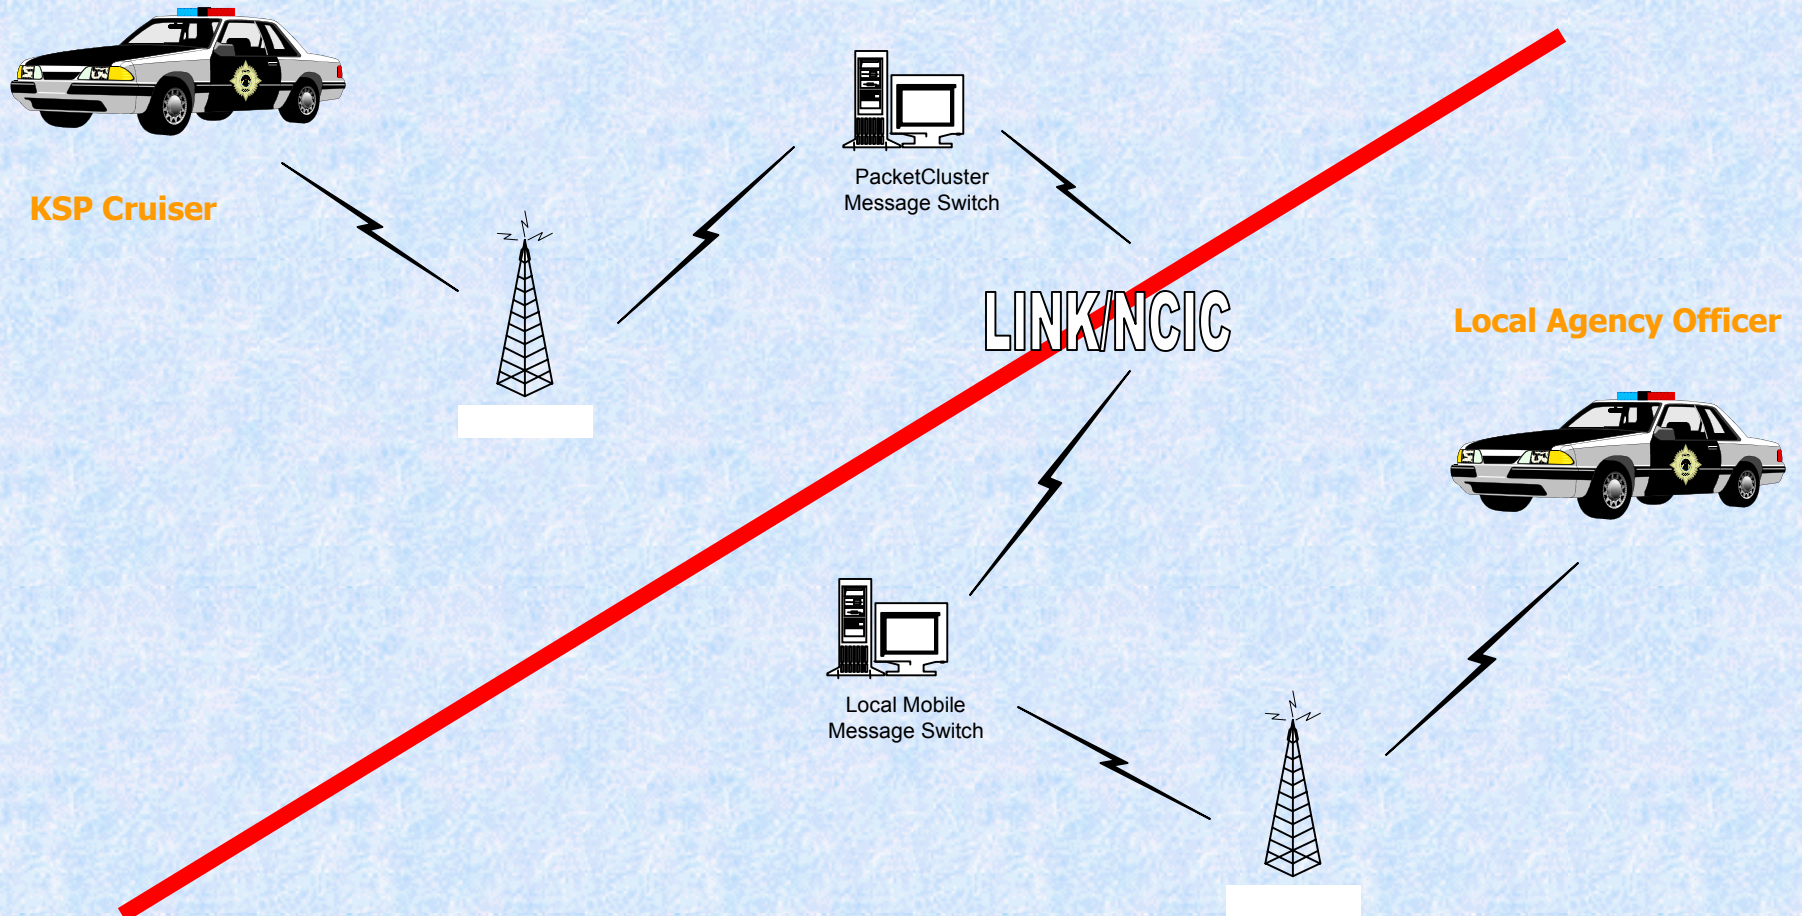 KSP Cruiser
PacketCluster
Message Switch
LINK/NCIC
Local Agency Officer
Local Mobile
Message Switch